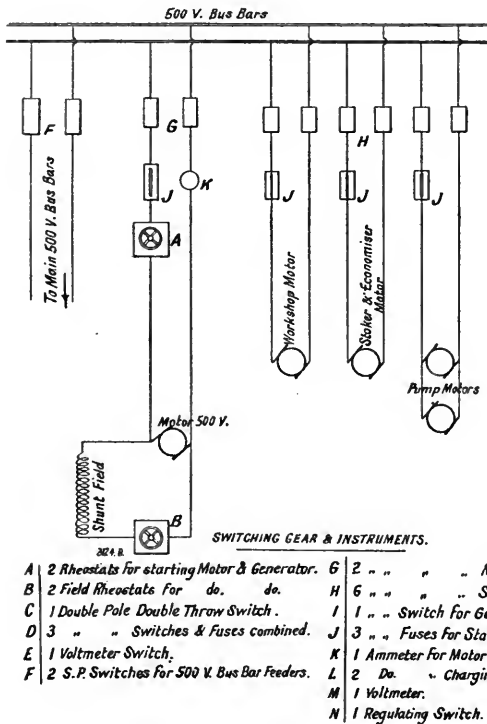 500 V. Bus Bars
F
G
H
J
K
J
J
J
A
To Main 500 V. Bus Bars
Workshop Motor
Stoker & Economiser
Motor
Pump Motors
Motor 500 V.
Shunt Field
B
2124. B.
SWITCHING GEAR & INSTRUMENTS.
A 2 Rheostats for starting Motor & Generator.
B 2 Field Rheostats for do. do.
C 1 Double Pole Double Throw Switch.
D 3 " " Switches & Fuses combined.
E 1 Voltmeter Switch.
F 2 S.P. Switches for 500 V. Bus Bar Feeders.
G 2 " " " "
H 6 " " " "
I 1 " " Switch for
J 3 " " Fuses for
K 1 Ammeter for Motor
L 2 Do. "
M 1 Voltmeter.
N 1 Regulating Switch.